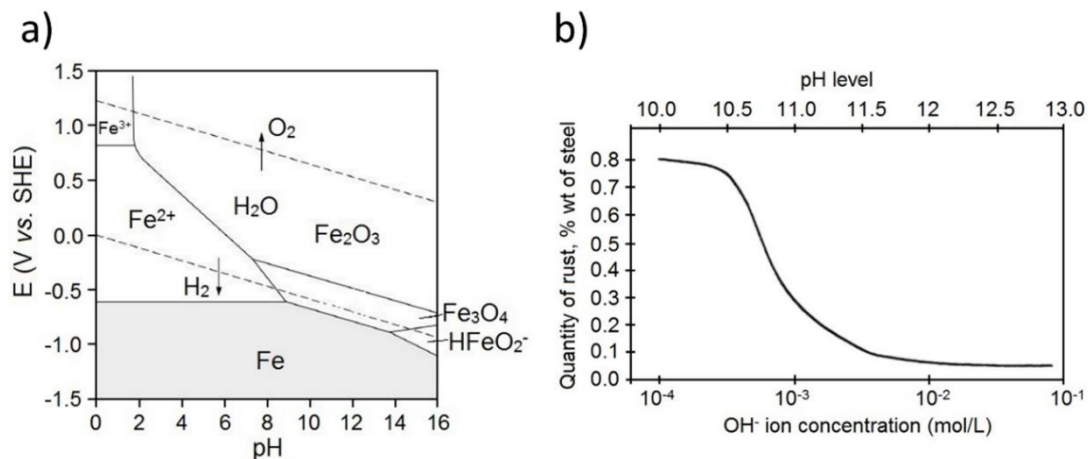 a)
1.5
1.0
0.5
0.0
-0.5
-1.0
-1.5
E (V vs. SHE)
Fe³⁺
O₂
H₂O
Fe²⁺
Fe₂O₃
H₂
Fe₃O₄
HFeO₂⁻
Fe
0 2 4 6 8 10 12 14 16
pH
b)
pH level
10.0 10.5 11.0 11.5 12 12.5 13.0
Quantity of rust, % wt of steel
0.8
0.7
0.6
0.5
0.3
0.2
0.1
0.0
10⁻⁴ 10⁻³ 10⁻² 10⁻¹
OH⁻ ion concentration (mol/L)